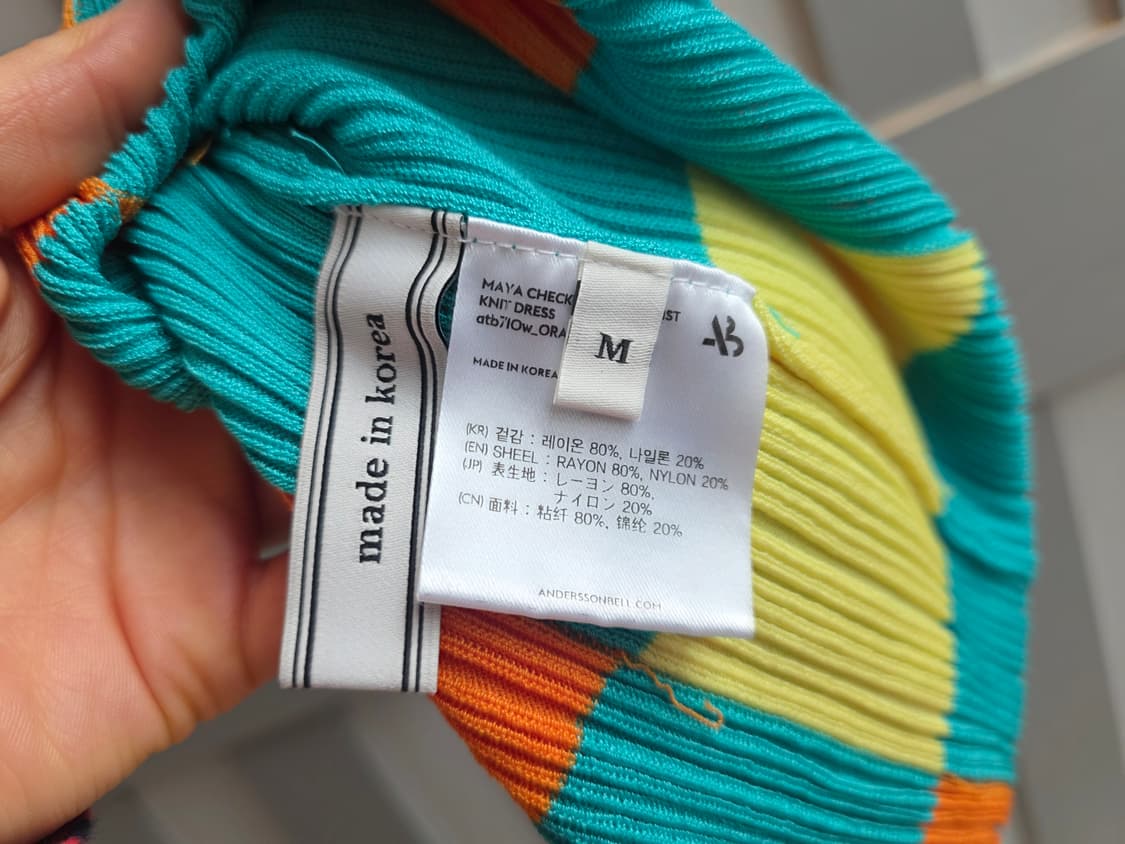 made in korea
MAYA CHECK
KNIT DRESS
atb710w_ORA
MADE IN KOREA
M
(KR) 겉감 : 레이온 80%, 나일론 20%
(EN) SHEEL : RAYON 80%, NYLON 20%
(JP) 表生地 : レーヨン 80%,
ナイロン 20%
(CN) 面料 : 粘纤 80%, 锦纶 20%
ANDERSSONBELL.COM